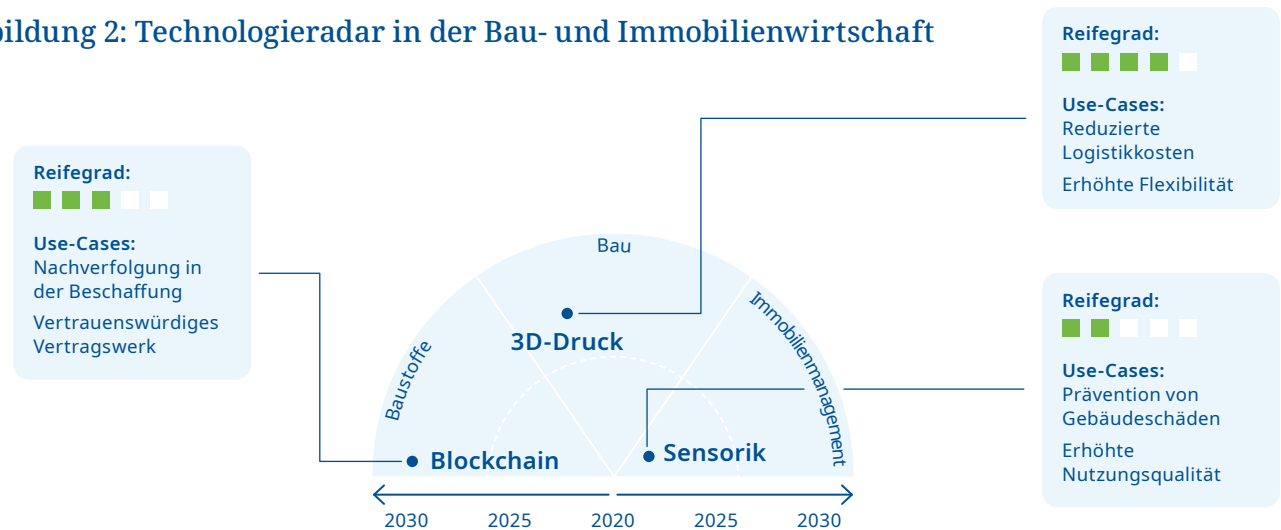 bildung 2: Technologieradar in der Bau- und Immobilienwirtschaft
Reifegrad:
Use-Cases:
Nachverfolgung in
der Beschaffung
Vertrauenswürdiges
Vertragswerk
Reifegrad:
Use-Cases:
Reduzierte
Logistikkosten
Erhöhte Flexibilität
Reifegrad:
Use-Cases:
Prävention von
Gebäudeschäden
Erhöhte
Nutzungsqualität
Bau
Baustoffe
Immobilienmanagement
3D-Druck
Blockchain
Sensorik
2030 2025 2020 2025 2030